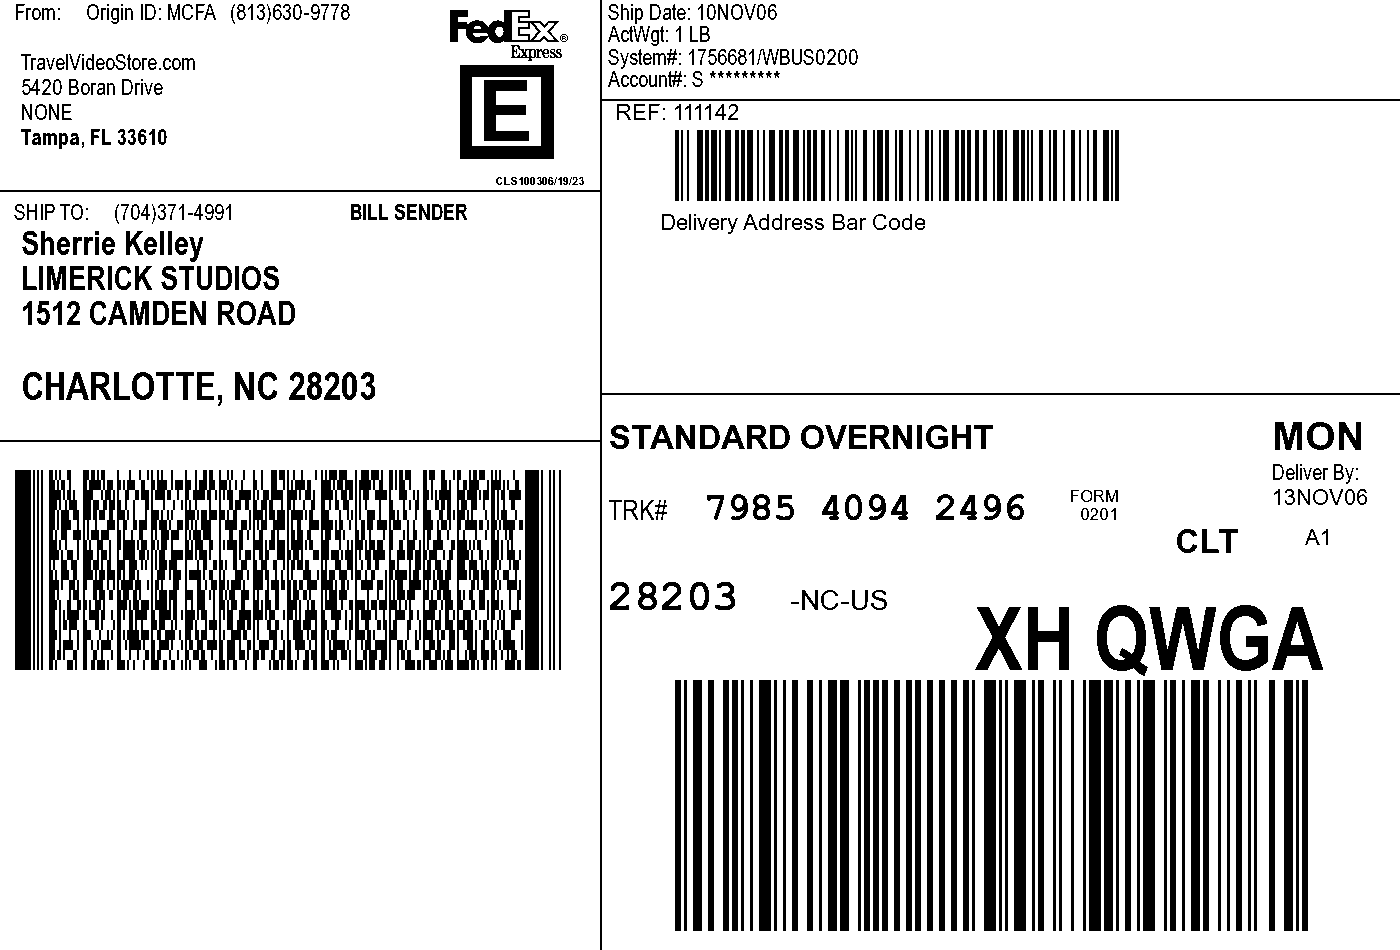 From: Origin ID: MCFA (813)630-9778
TravelVideoStore.com
5420 Boran Drive
NONE
Tampa, FL 33610
FedEx®
Express
E
CLS100306/19/23
Ship Date: 10NOV06
ActWgt: 1 LB
System#: 1756681/WBUS0200
Account#: S *********
REF: 111142
Delivery Address Bar Code
SHIP TO: (704)371-4991 BILL SENDER
Sherrie Kelley
LIMERICK STUDIOS
1512 CAMDEN ROAD
CHARLOTTE, NC 28203
STANDARD OVERNIGHT
MON
Deliver By:
13NOV06
TRK# 7985 4094 2496
FORM
0201
CLT A1
28203 -NC-US
XH QWGA